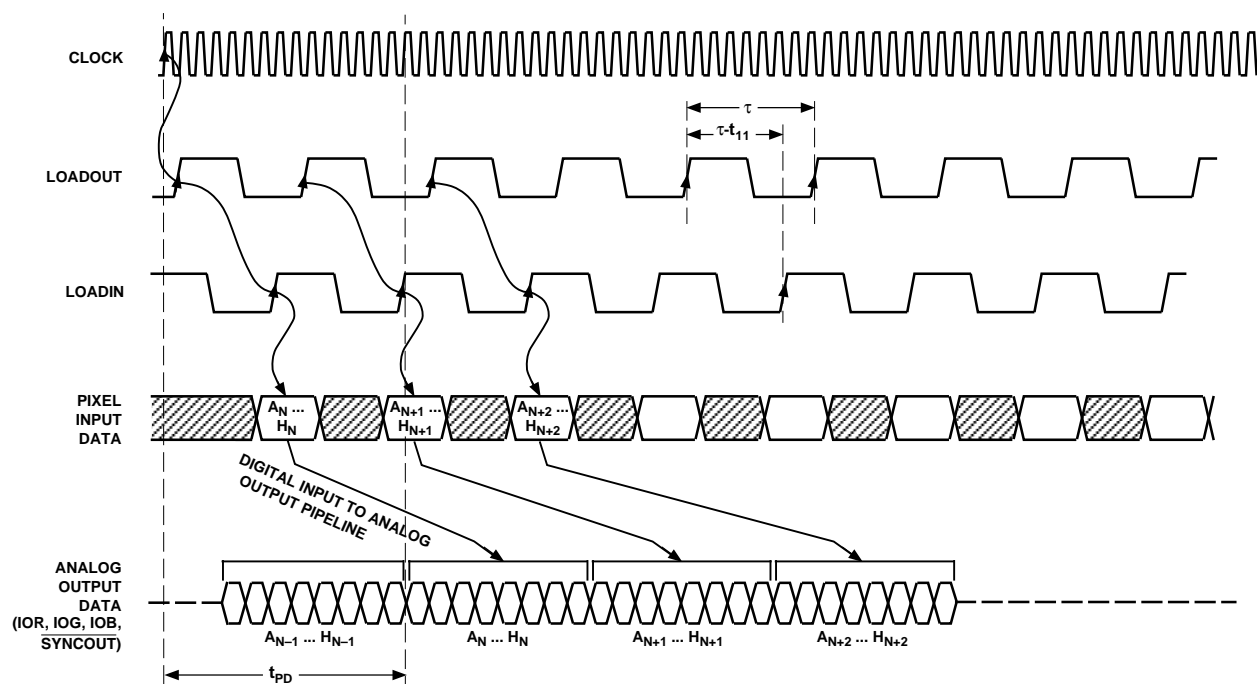 CLOCK
τ
τ-t11
LOADOUT
LOADIN
PIXEL
INPUT
DATA
AN ...
HN
AN+1 ...
HN+1
AN+2 ...
HN+2
DIGITAL INPUT TO ANALOG
OUTPUT PIPELINE
ANALOG
OUTPUT
DATA
(IOR, IOG, IOB,
SYNCOUT)
AN–1 ... HN–1
AN ... HN
AN+1 ... HN+1
AN+2 ... HN+2
tPD